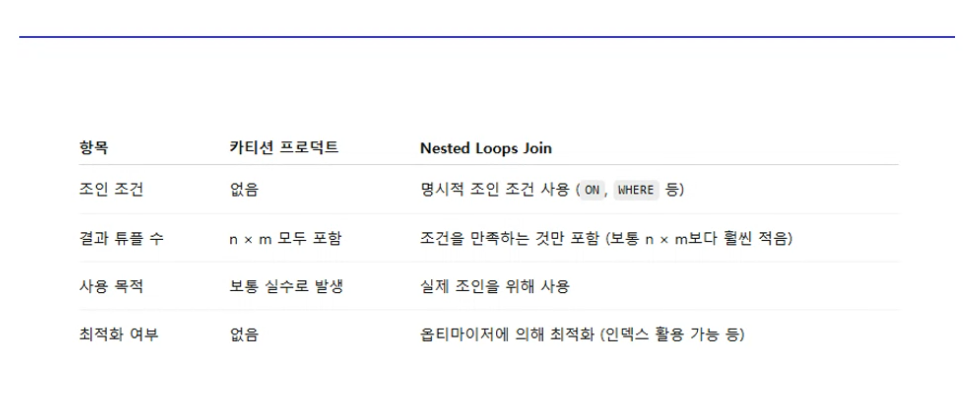 항목 카티션 프로덕트 Nested Loops Join
조인 조건 없음 명시적 조인 조건 사용 (ON, WHERE 등)
결과 튜플 수 n × m 모두 포함 조건을 만족하는 것만 포함 (보통 n × m보다 훨씬 적음)
사용 목적 보통 실수로 발생 실제 조인을 위해 사용
최적화 여부 없음 옵티마이저에 의해 최적화 (인덱스 활용 가능 등)